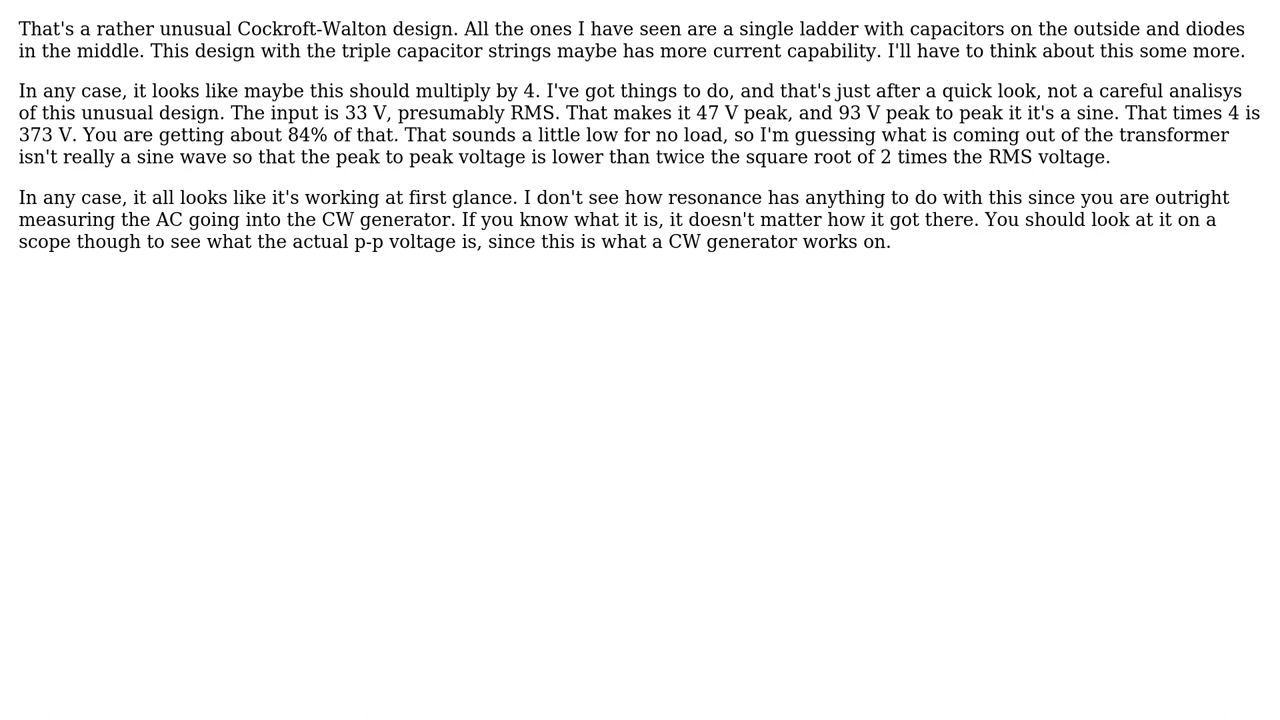 That's a rather unusual Cockroft-Walton design. All the ones I have seen are a single ladder with capacitors on the outside and diodes
in the middle. This design with the triple capacitor strings maybe has more current capability. I'll have to think about this some more.
In any case, it looks like maybe this should multiply by 4. I've got things to do, and that's just after a quick look, not a careful analisys
of this unusual design. The input is 33 V, presumably RMS. That makes it 47 V peak, and 93 V peak to peak it it's a sine. That times 4 is
373 V. You are getting about 84% of that. That sounds a little low for no load, so I'm guessing what is coming out of the transformer
isn't really a sine wave so that the peak to peak voltage is lower than twice the square root of 2 times the RMS voltage.
In any case, it all looks like it's working at first glance. I don't see how resonance has anything to do with this since you are outright
measuring the AC going into the CW generator. If you know what it is, it doesn't matter how it got there. You should look at it on a
scope though to see what the actual p-p voltage is, since this is what a CW generator works on.